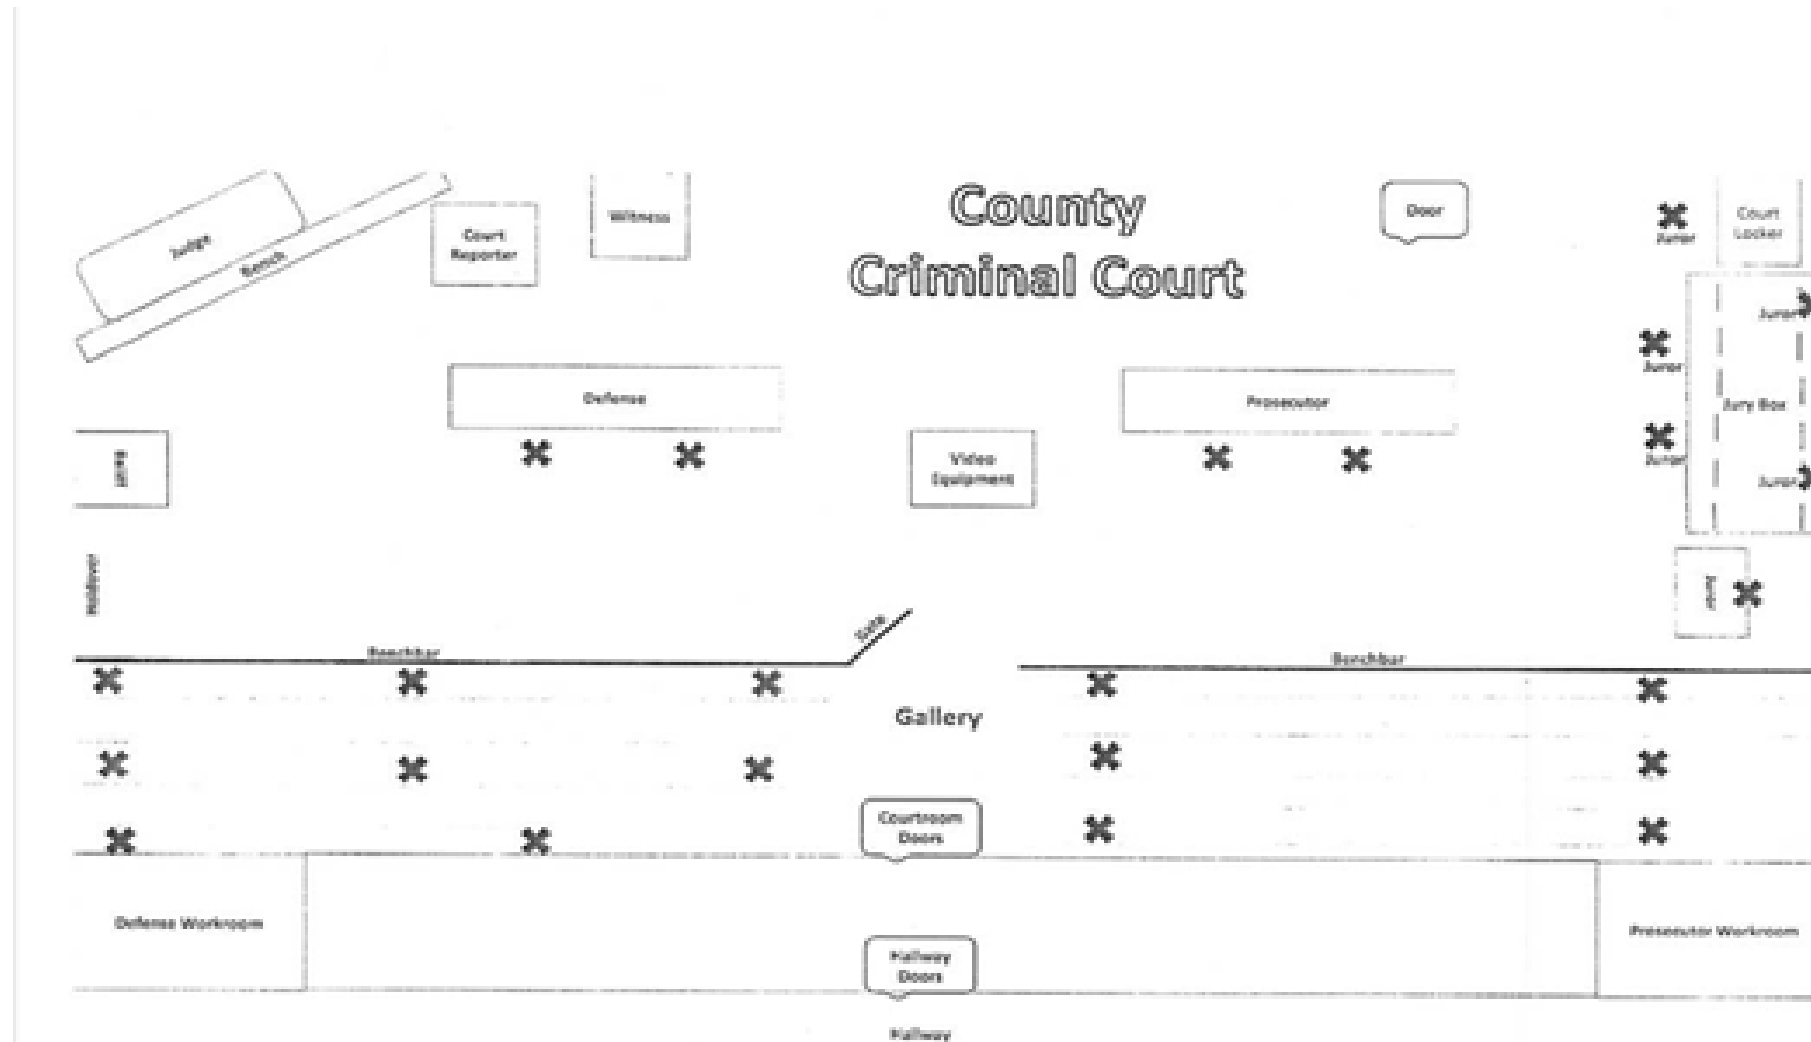 County
Criminal Court
Judge
Bench
Court
Reporter
Witness
Door
Juror
Court
Locker
Juror
Juror
Defense
Prosecutor
Jury Box
Juror
Video
Equipment
Juror
Juror
Holdover
Gate
Benchbar
Benchbar
Juror
Gallery
Courtroom
Doors
Defense Workroom
Prosecutor Workroom
Hallway
Doors
Hallway